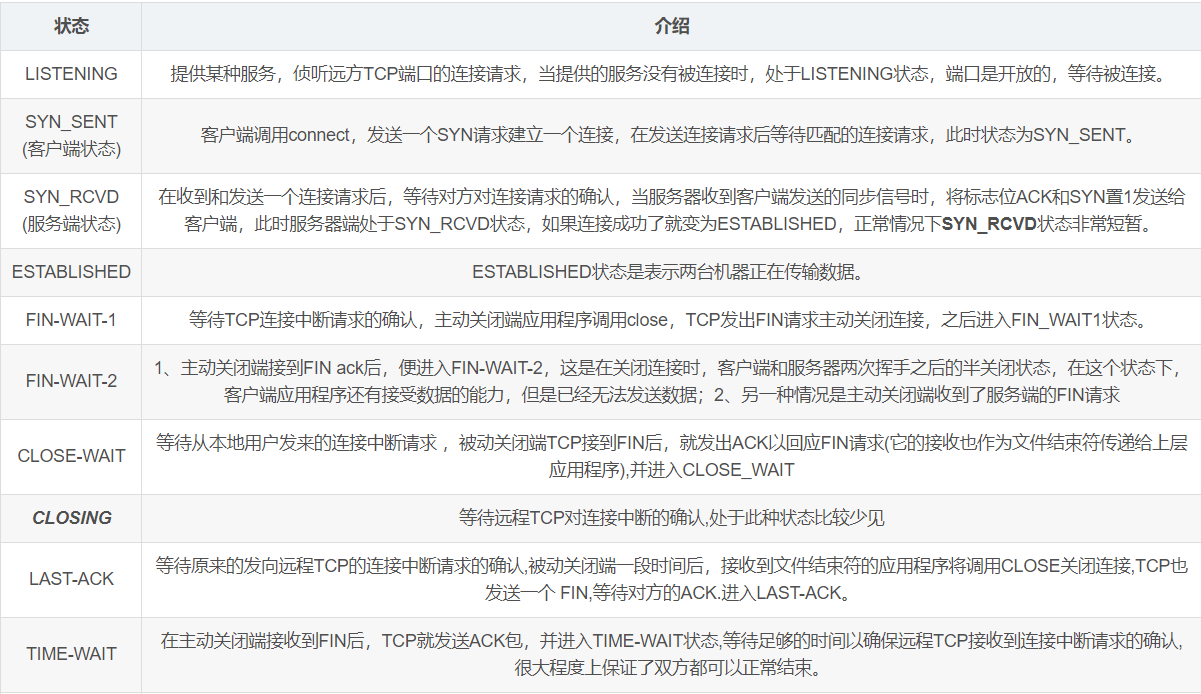 状态
介绍
LISTENING
提供某种服务，侦听远方TCP端口的连接请求，当提供的服务没有被连接时，处于LISTENING状态，端口是开放的，等待被连接。
SYN_SENT
(客户端状态)
客户端调用connect，发送一个SYN请求建立一个连接，在发送连接请求后等待匹配的连接请求，此时状态为SYN_SENT。
SYN_RCVD
(服务端状态)
在收到和发送一个连接请求后，等待对方对连接请求的确认，当服务器收到客户端发送的同步信号时，将标志位ACK和SYN置1发送给
客户端，此时服务器端处于SYN_RCVD状态，如果连接成功了就变为ESTABLISHED，正常情况下SYN_RCVD状态非常短暂。
ESTABLISHED
ESTABLISHED状态是表示两台机器正在传输数据。
FIN-WAIT-1
等待TCP连接中断请求的确认，主动关闭端应用程序调用close，TCP发出FIN请求主动关闭连接，之后进入FIN_WAIT1状态。
FIN-WAIT-2
1、主动关闭端接到FIN ack后，便进入FIN-WAIT-2，这是在关闭连接时，客户端和服务器两次挥手之后的半关闭状态，在这个状态下，
客户端应用程序还有接受数据的能力，但是已经无法发送数据；2、另一种情况是主动关闭端收到了服务端的FIN请求
CLOSE-WAIT
等待从本地用户发来的连接中断请求 ，被动关闭端TCP接到FIN后，就发出ACK以回应FIN请求(它的接收也作为文件结束符传递给上层
应用程序),并进入CLOSE_WAIT
CLOSING
等待远程TCP对连接中断的确认,处于此种状态比较少见
LAST-ACK
等待原来的发向远程TCP的连接中断请求的确认,被动关闭端一段时间后，接收到文件结束符的应用程序将调用CLOSE关闭连接,TCP也
发送一个 FIN,等待对方的ACK.进入LAST-ACK。
TIME-WAIT
在主动关闭端接收到FIN后，TCP就发送ACK包，并进入TIME-WAIT状态,等待足够的时间以确保远程TCP接收到连接中断请求的确认,
很大程度上保证了双方都可以正常结束。